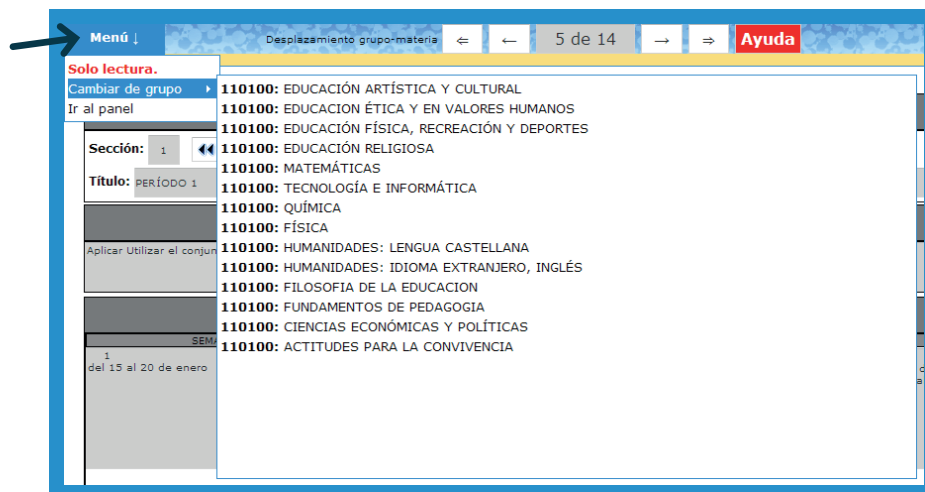 Menú ↓
Desplazamiento grupo-materia ⇐ ← 5 de 14 → ⇒ Ayuda
Solo lectura.
Cambiar de grupo
Ir al panel
110100: EDUCACIÓN ARTÍSTICA Y CULTURAL
110100: EDUCACIÓN ÉTICA Y EN VALORES HUMANOS
110100: EDUCACIÓN FÍSICA, RECREACIÓN Y DEPORTES
110100: EDUCACIÓN RELIGIOSA
110100: MATEMÁTICAS
110100: TECNOLOGÍA E INFORMÁTICA
110100: QUÍMICA
110100: FÍSICA
110100: HUMANIDADES: LENGUA CASTELLANA
110100: HUMANIDADES: IDIOMA EXTRANJERO, INGLÉS
110100: FILOSOFIA DE LA EDUCACION
110100: FUNDAMENTOS DE PEDAGOGIA
110100: CIENCIAS ECONÓMICAS Y POLÍTICAS
110100: ACTITUDES PARA LA CONVIVENCIA
Sección: 1
Título: PERÍODO 1
Aplicar Utilizar el conjun
SEM
1
del 15 al 20 de enero